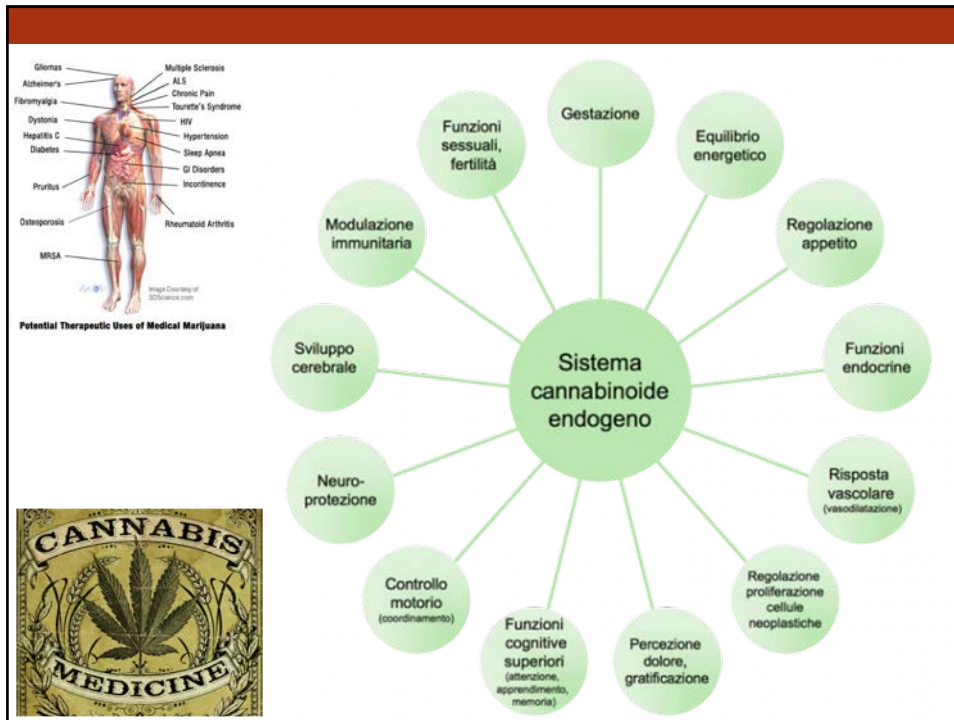 Gliomas
Alzheimer's
Fibromyalgia
Dystonia
Hepatitis C
Diabetes
Pruritus
Osteoporosis
MRSA
Multiple Sclerosis
ALS
Chronic Pain
Tourette's Syndrome
HIV
Hypertension
Sleep Apnea
GI Disorders
Incontinence
Rheumatoid Arthritis
Image Courtesy of
3DScience.com
Potential Therapeutic Uses of Medical Marijuana
CANNABIS
MEDICINE
Sistema
cannabinoide
endogeno
Gestazione
Equilibrio
energetico
Regolazione
appetito
Funzioni
endocrine
Risposta
vascolare
(vasodilatazione)
Regolazione
proliferazione
cellule
neoplastiche
Percezione
dolore,
gratificazione
Funzioni
cognitive
superiori
(attenzione,
apprendimento,
memoria)
Controllo
motorio
(coordinamento)
Neuro-
protezione
Sviluppo
cerebrale
Modulazione
immunitaria
Funzioni
sessuali,
fertilità